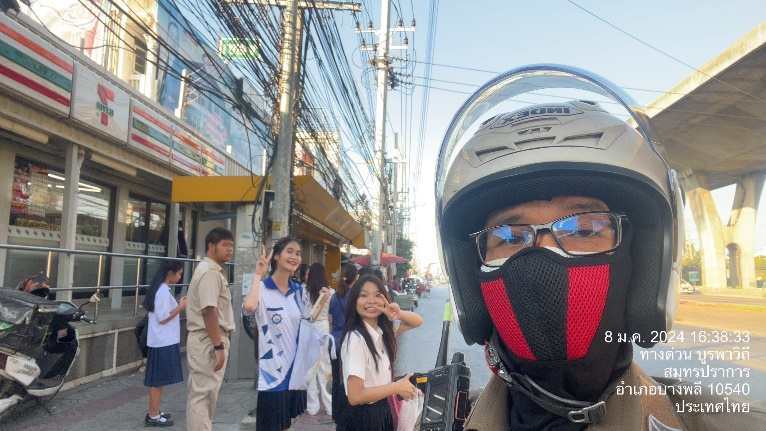 INDEX
8 ม.ค. 2024 16:38:33
ทางด่วน บูรพาวิถี
สมุทรปราการ
อำเภอบางพลี 10540
ประเทศไทย